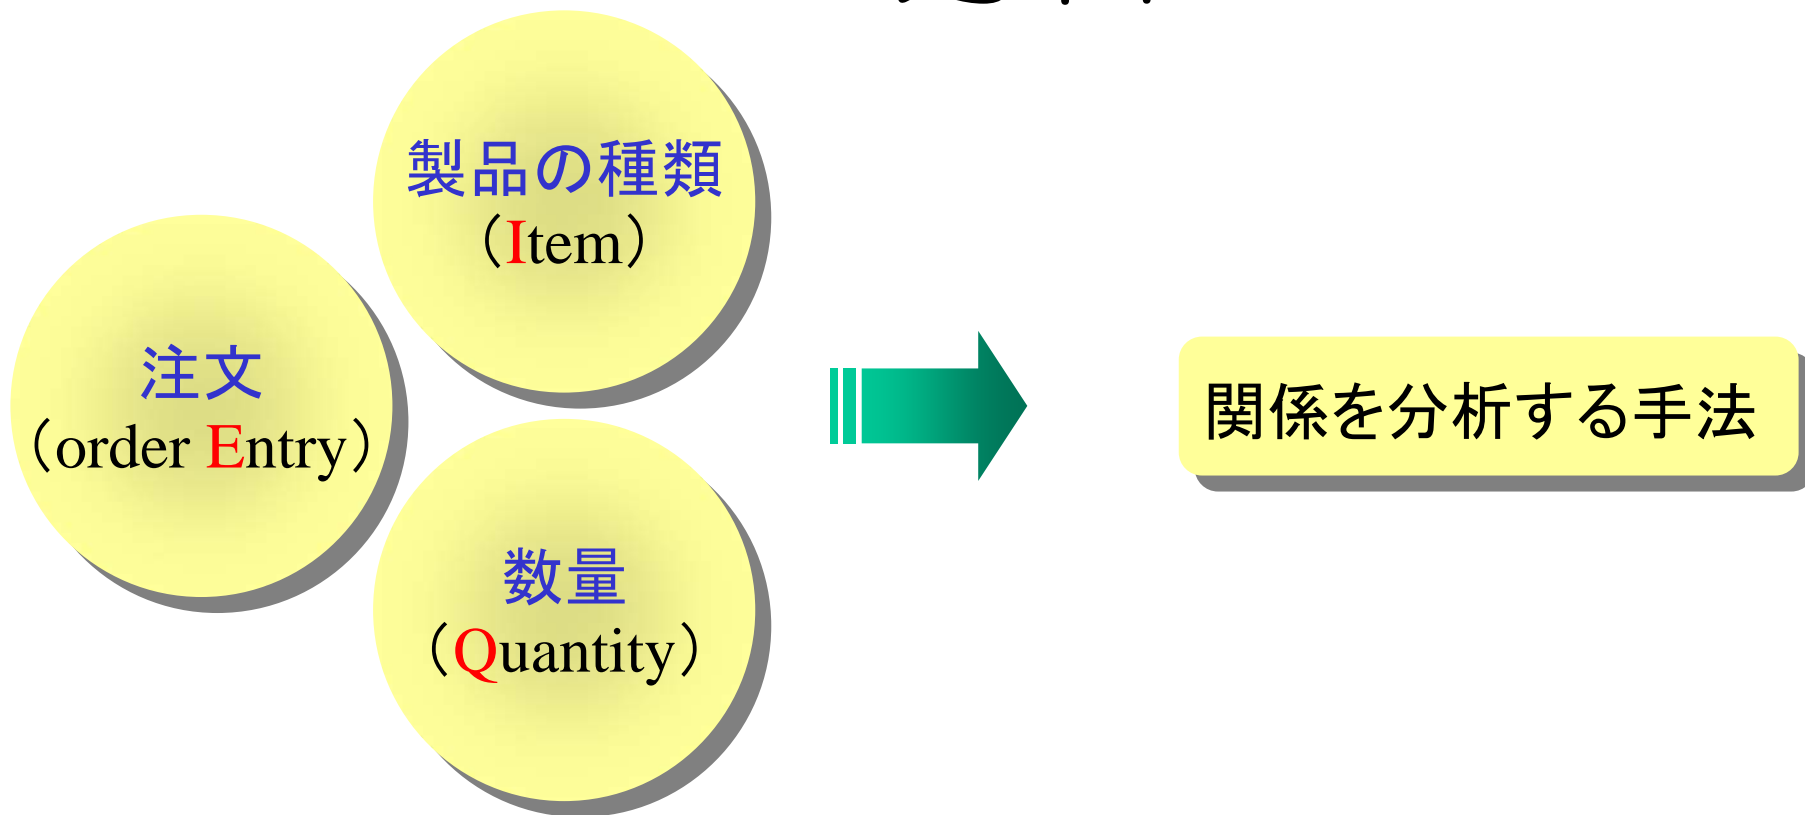 製品の種類
（Item）
注文
（order Entry）
数量
（Quantity）
関係を分析する手法